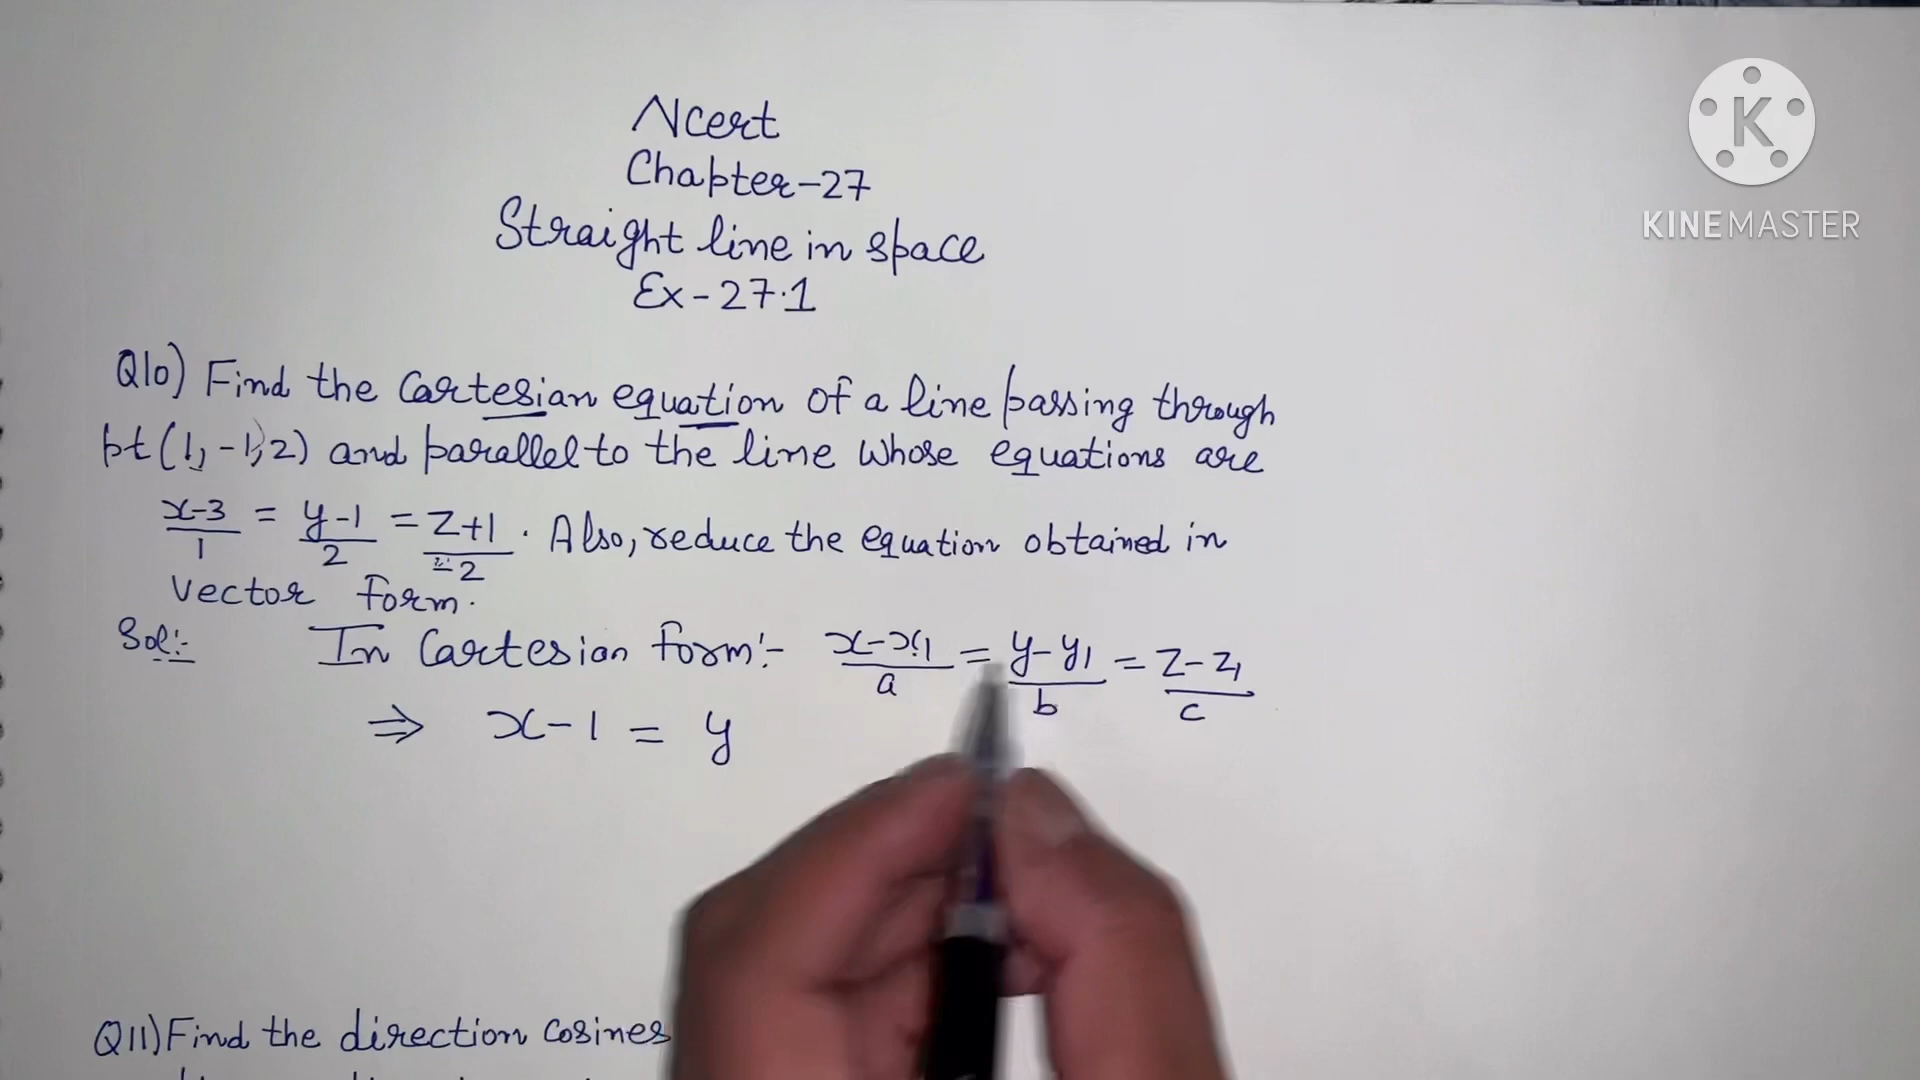 Ncert
K
KINEMASTER
Chapter-27
Straight line in space
Ex-27.1
Q10) Find the Cartesian equation of a line passing through
pt (1, -1, 2) and parallel to the line whose equations are
x-3/1 = y-1/2 = z+1/-2 . Also, reduce the equation obtained in
vector form.
Sol:- In Cartesian form:- x-x1/a = y-y1/b = z-z1/c
⇒ x-1 = y
Q11) Find the direction cosines